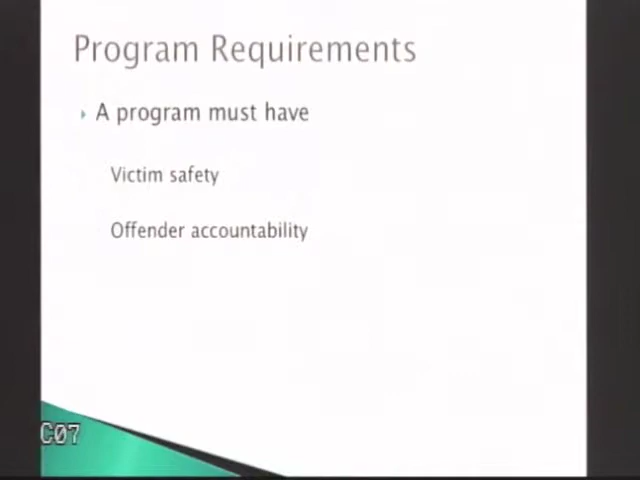 Program Requirements
A program must have
Victim safety
Offender accountability
C07